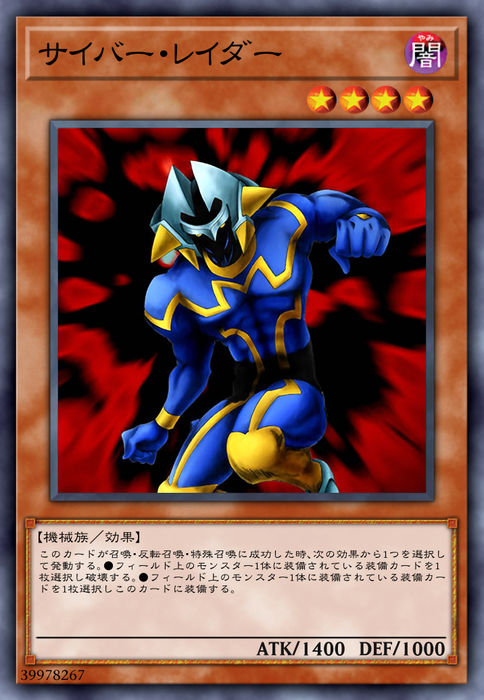 サイバー・レイダー
やみ
闇
【機械族／効果】
このカードが召喚・反転召喚・特殊召喚に成功した時、次の効果から1つを選択し
て発動する。●フィールド上のモンスター1体に装備されている装備カードを1
枚選択し破壊する。●フィールド上のモンスター1体に装備されている装備カー
ドを1枚選択しこのカードに装備する。
ATK/1400 DEF/1000
39978267